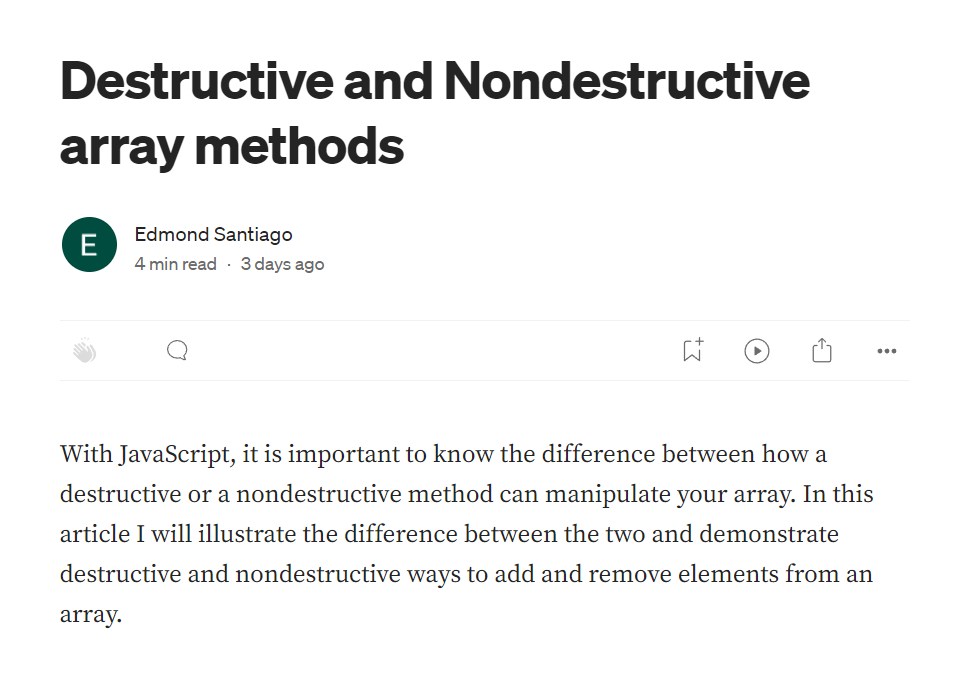 Destructive and Nondestructive
array methods
E
Edmond Santiago
4 min read · 3 days ago
With JavaScript, it is important to know the difference between how a
destructive or a nondestructive method can manipulate your array. In this
article I will illustrate the difference between the two and demonstrate
destructive and nondestructive ways to add and remove elements from an
array.